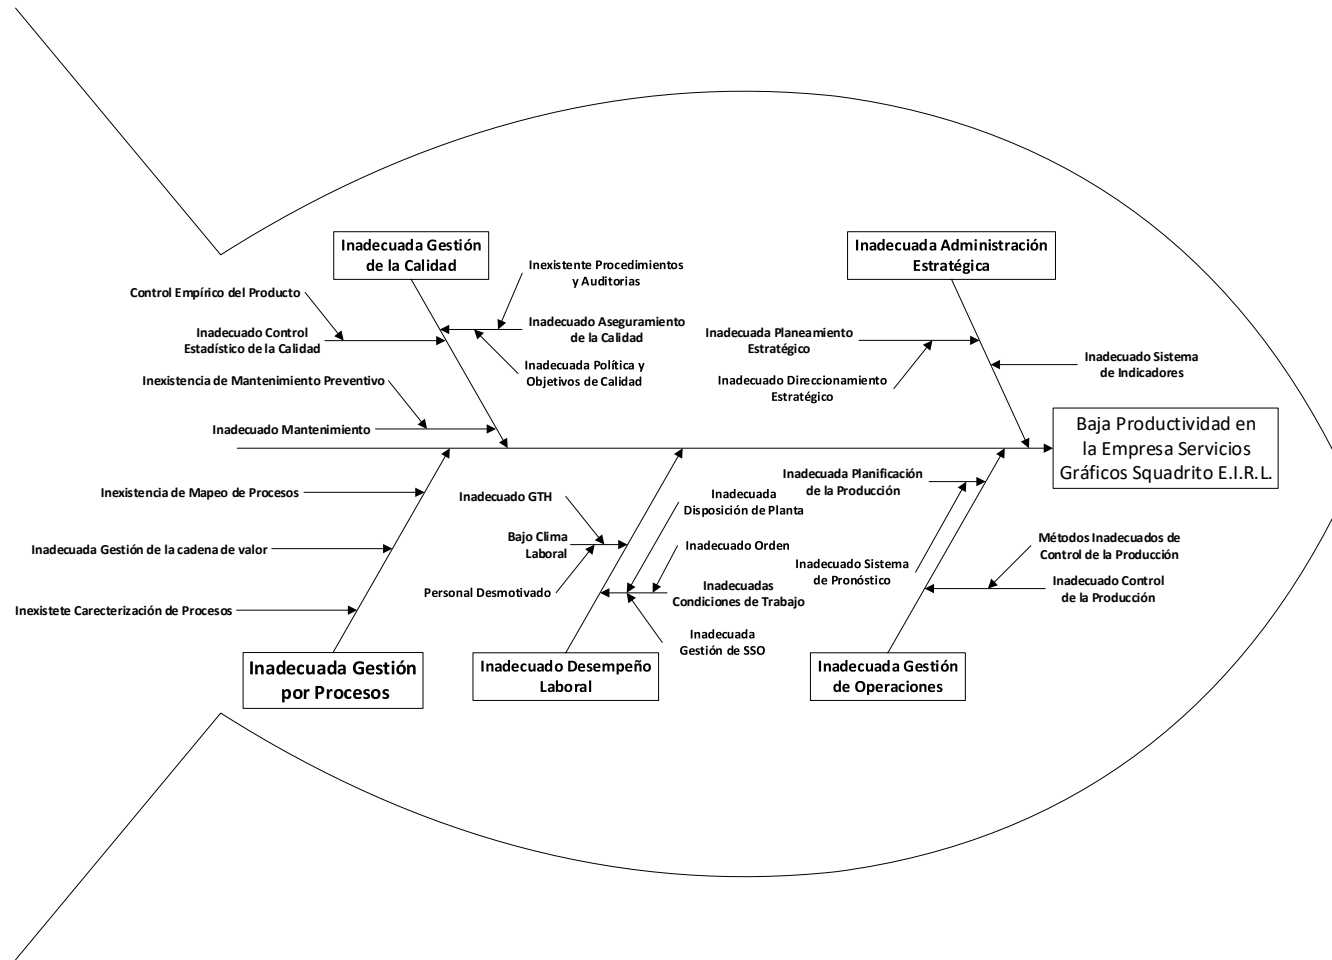 Inadecuada Gestión
de la Calidad
Inadecuada Administración
Estratégica
Inexistente Procedimientos
y Auditorias
Control Empírico del Producto
Inadecuado Control
Estadístico de la Calidad
Inadecuado Aseguramiento
de la Calidad
Inadecuada Política y
Objetivos de Calidad
Inexistencia de Mantenimiento Preventivo
Inadecuado Mantenimiento
Inadecuada Planeamiento
Estratégico
Inadecuado Direccionamiento
Estratégico
Inadecuado Sistema
de Indicadores
Baja Productividad en
la Empresa Servicios
Gráficos Squadrito E.I.R.L.
Inexistencia de Mapeo de Procesos
Inadecuada Gestión de la cadena de valor
Inexistete Carecterización de Procesos
Inadecuada Gestión
por Procesos
Inadecuado GTH
Bajo Clima
Laboral
Personal Desmotivado
Inadecuada
Disposición de Planta
Inadecuado Orden
Inadecuadas
Condiciones de Trabajo
Inadecuada
Gestión de SSO
Inadecuado Desempeño
Laboral
Inadecuada Planificación
de la Producción
Inadecuado Sistema
de Pronóstico
Métodos Inadecuados de
Control de la Producción
Inadecuado Control
de la Producción
Inadecuada Gestión
de Operaciones